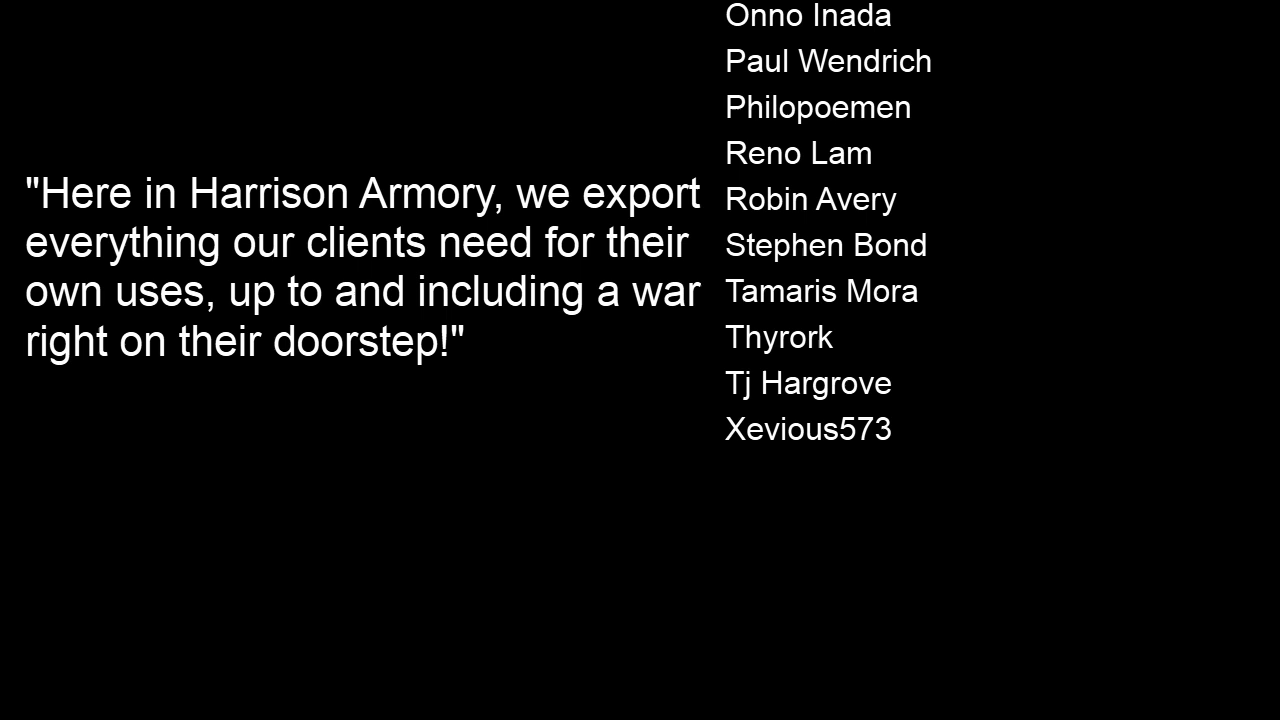 "Here in Harrison Armory, we export
everything our clients need for their
own uses, up to and including a war
right on their doorstep!"
Onno Inada
Paul Wendrich
Philopoemen
Reno Lam
Robin Avery
Stephen Bond
Tamaris Mora
Thyrork
Tj Hargrove
Xevious573